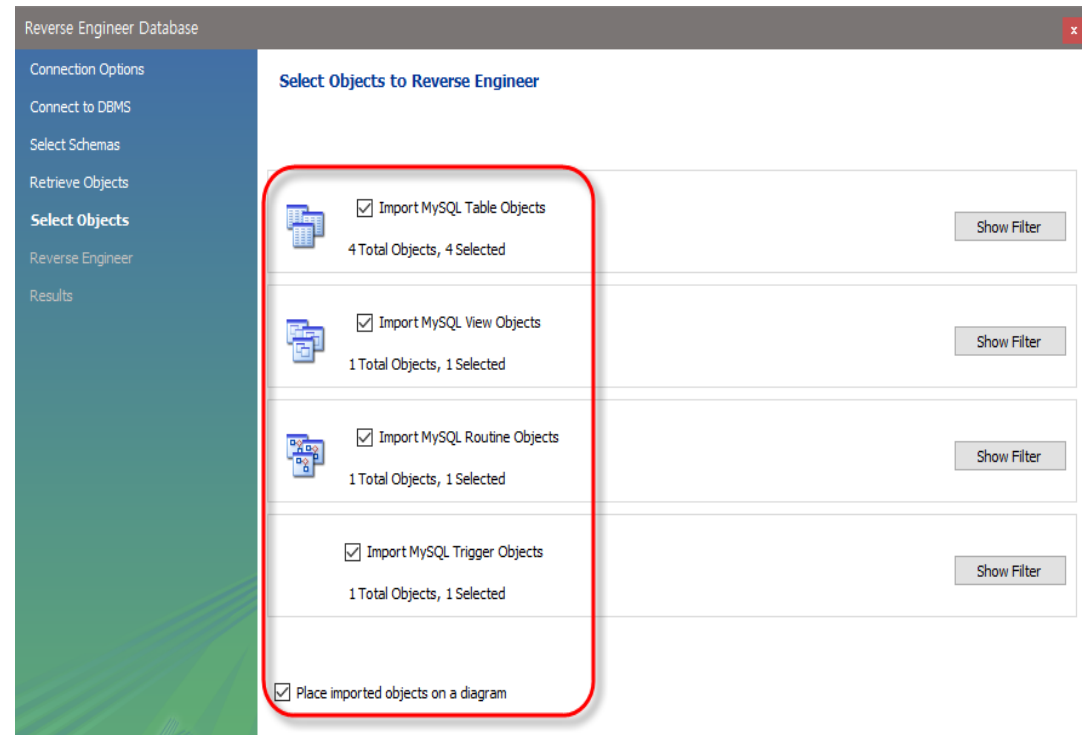 Reverse Engineer Database
x
Connection Options
Connect to DBMS
Select Schemas
Retrieve Objects
Select Objects
Reverse Engineer
Results
Select Objects to Reverse Engineer
Import MySQL Table Objects
4 Total Objects, 4 Selected
Show Filter
Import MySQL View Objects
1 Total Objects, 1 Selected
Show Filter
Import MySQL Routine Objects
1 Total Objects, 1 Selected
Show Filter
Import MySQL Trigger Objects
1 Total Objects, 1 Selected
Show Filter
Place imported objects on a diagram